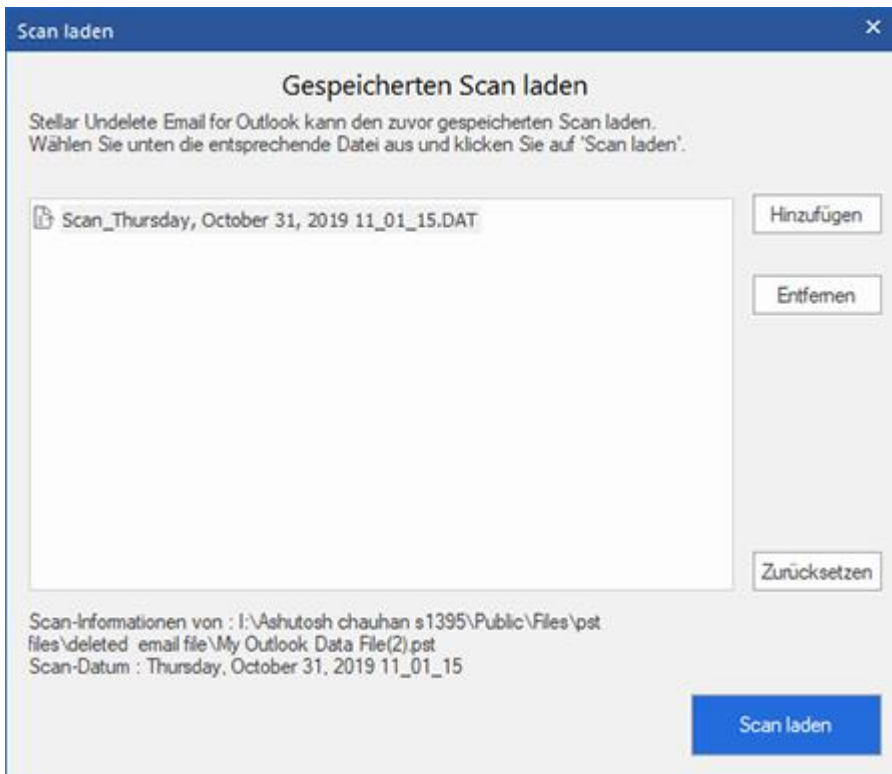 Scan laden
Gespeicherten Scan laden
Stellar Undelete Email for Outlook kann den zuvor gespeicherten Scan laden.
Wählen Sie unten die entsprechende Datei aus und klicken Sie auf 'Scan laden'.
Scan_Thursday, October 31, 2019 11_01_15.DAT
Hinzufügen
Entfernen
Zurücksetzen
Scan-Informationen von : I:\Ashutosh chauhan s1395\Public\Files\pst
files\deleted  email file\My Outlook Data File(2).pst
Scan-Datum : Thursday, October 31, 2019 11_01_15
Scan laden